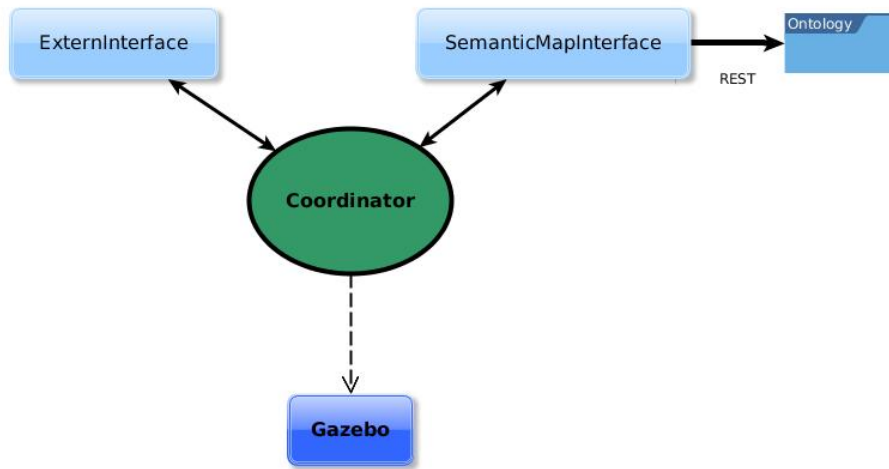 ExternInterface
SemanticMapInterface
Ontology
REST
Coordinator
Gazebo